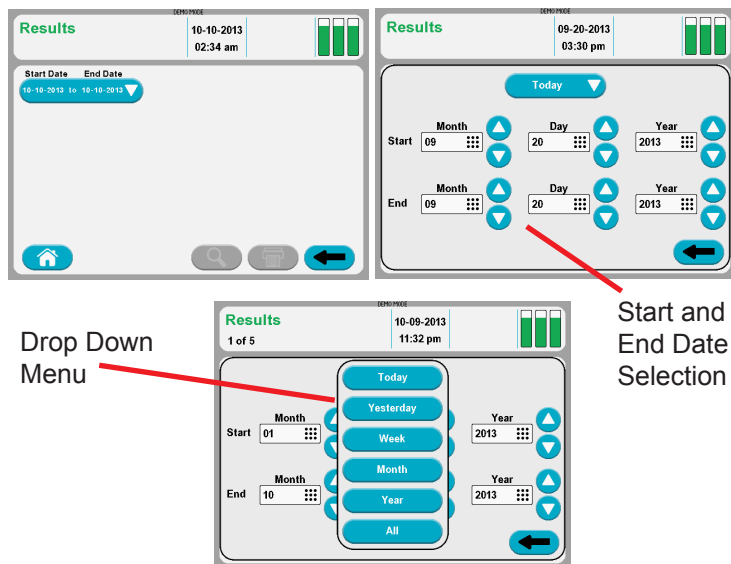 DEMO MODE
Results
10-10-2013
02:34 am
Start Date End Date
10-10-2013 to 10-10-2013
DEMO MODE
Results
09-20-2013
03:30 pm
Today
Month Day Year
Start 09 20 2013
Month Day Year
End 09 20 2013
Start and
End Date
Selection
Drop Down
Menu
DEMO MODE
Results
1 of 5
10-09-2013
11:32 pm
Today
Yesterday
Week
Month
Year
All
Month Year
Start 01 2013
Month Year
End 10 2013